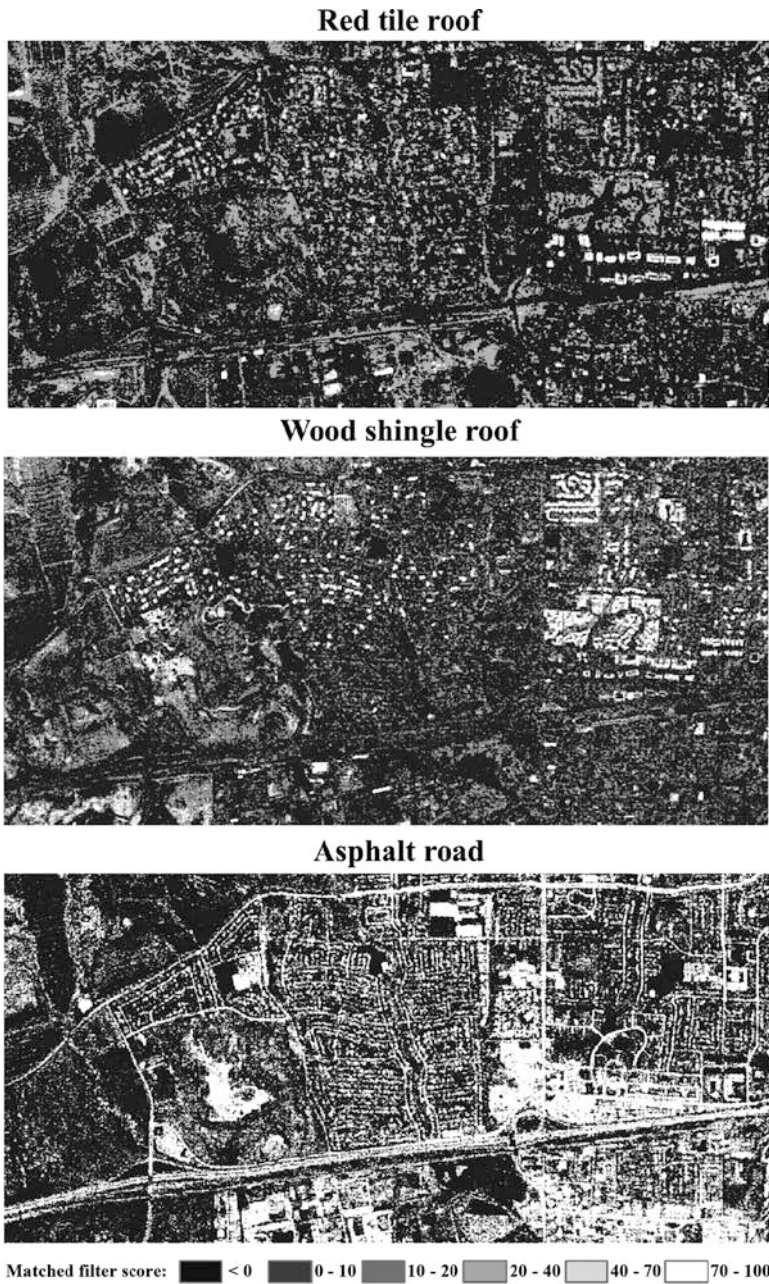 Red tile roof
Wood shingle roof
Asphalt road
Matched filter score: < 0 0 - 10 10 - 20 20 - 40 40 - 70 70 - 100